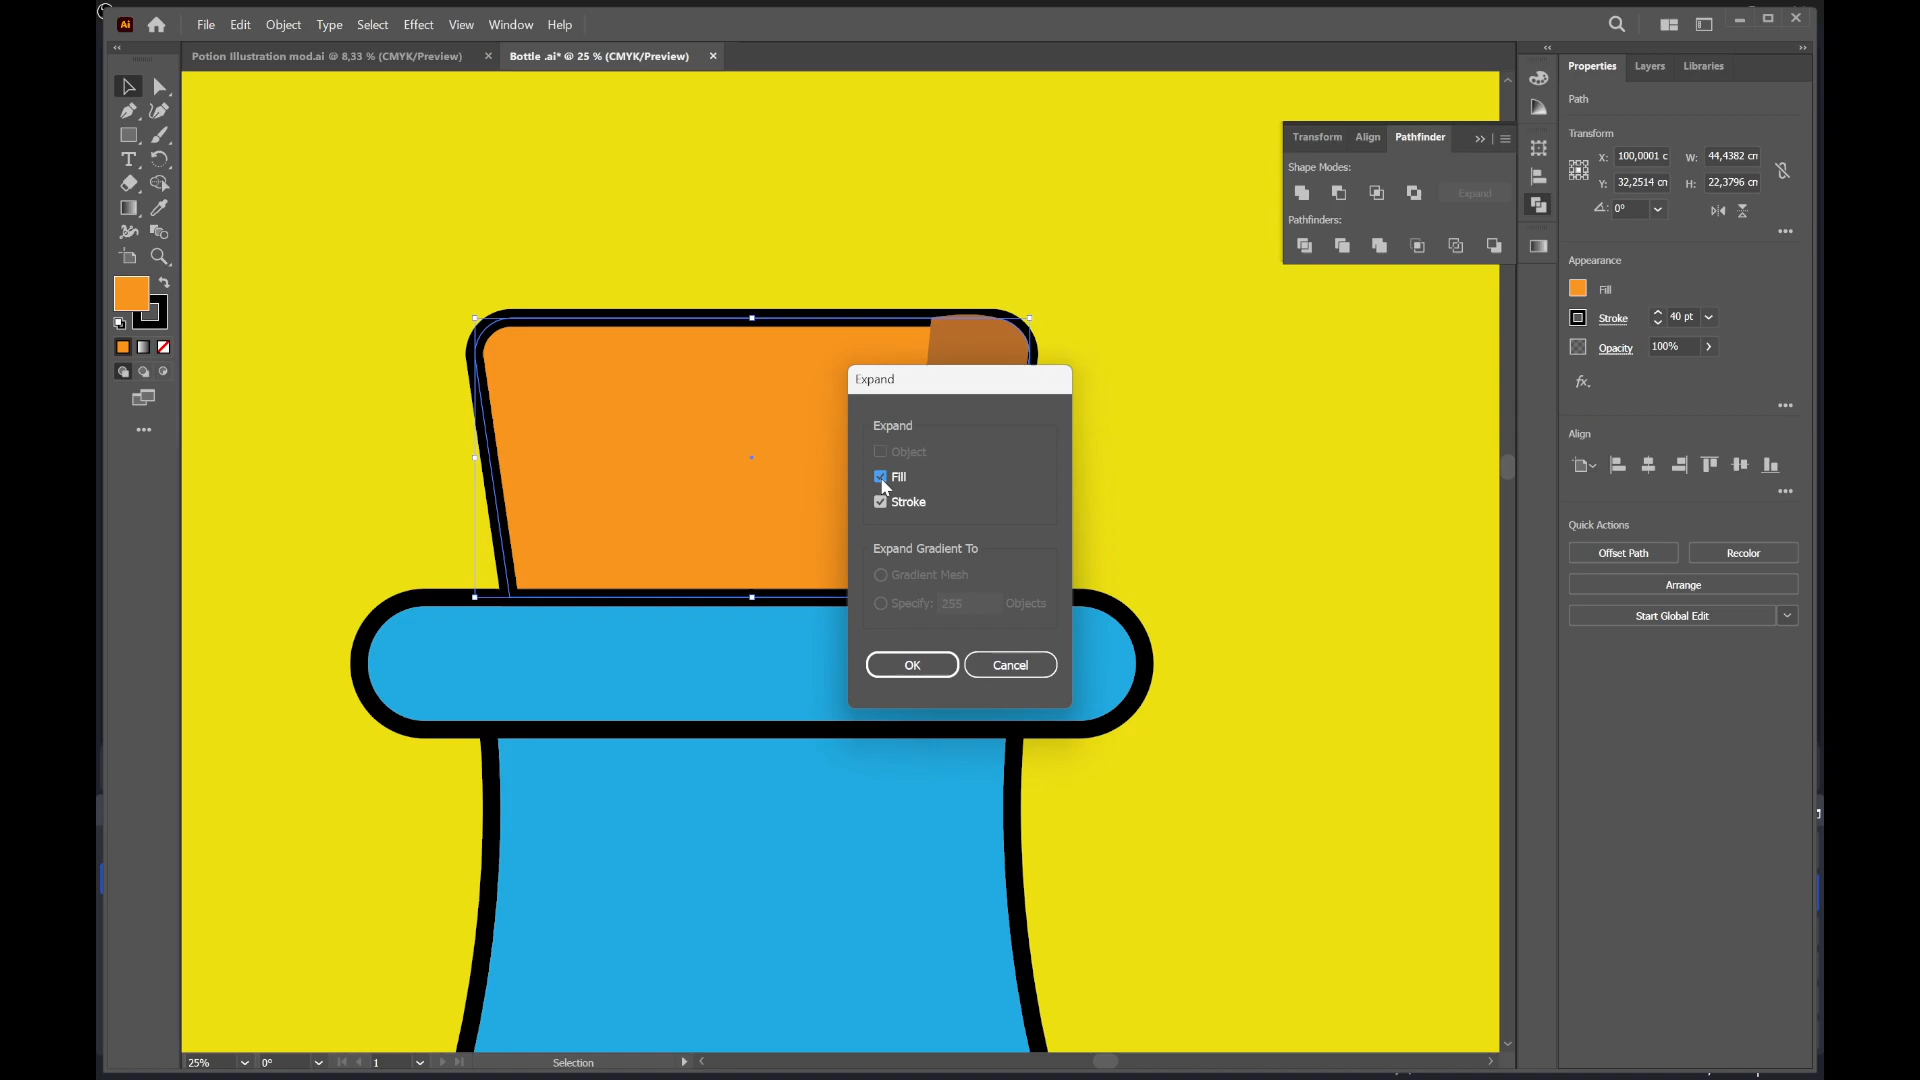 Ai File Edit Object Type Select Effect View Window Help
Potion Illustration mod.ai @ 8,33 % (CMYK/Preview) Bottle .ai* @ 25 % (CMYK/Preview)
Properties Layers Libraries
Path
Transform
X: 100,0001 c W: 44,4382 cm
Y: 32,2514 cm H: 22,3796 cm
0°
Appearance
Fill
Stroke 40 pt
Opacity 100%
fx.
Align
Quick Actions
Offset Path Recolor
Arrange
Start Global Edit
Transform Align Pathfinder
Shape Modes:
Expand
Pathfinders:
Expand
Expand
Object
Fill
Stroke
Expand Gradient To
Gradient Mesh
Specify: 255 Objects
OK Cancel
25% 0° 1 Selection